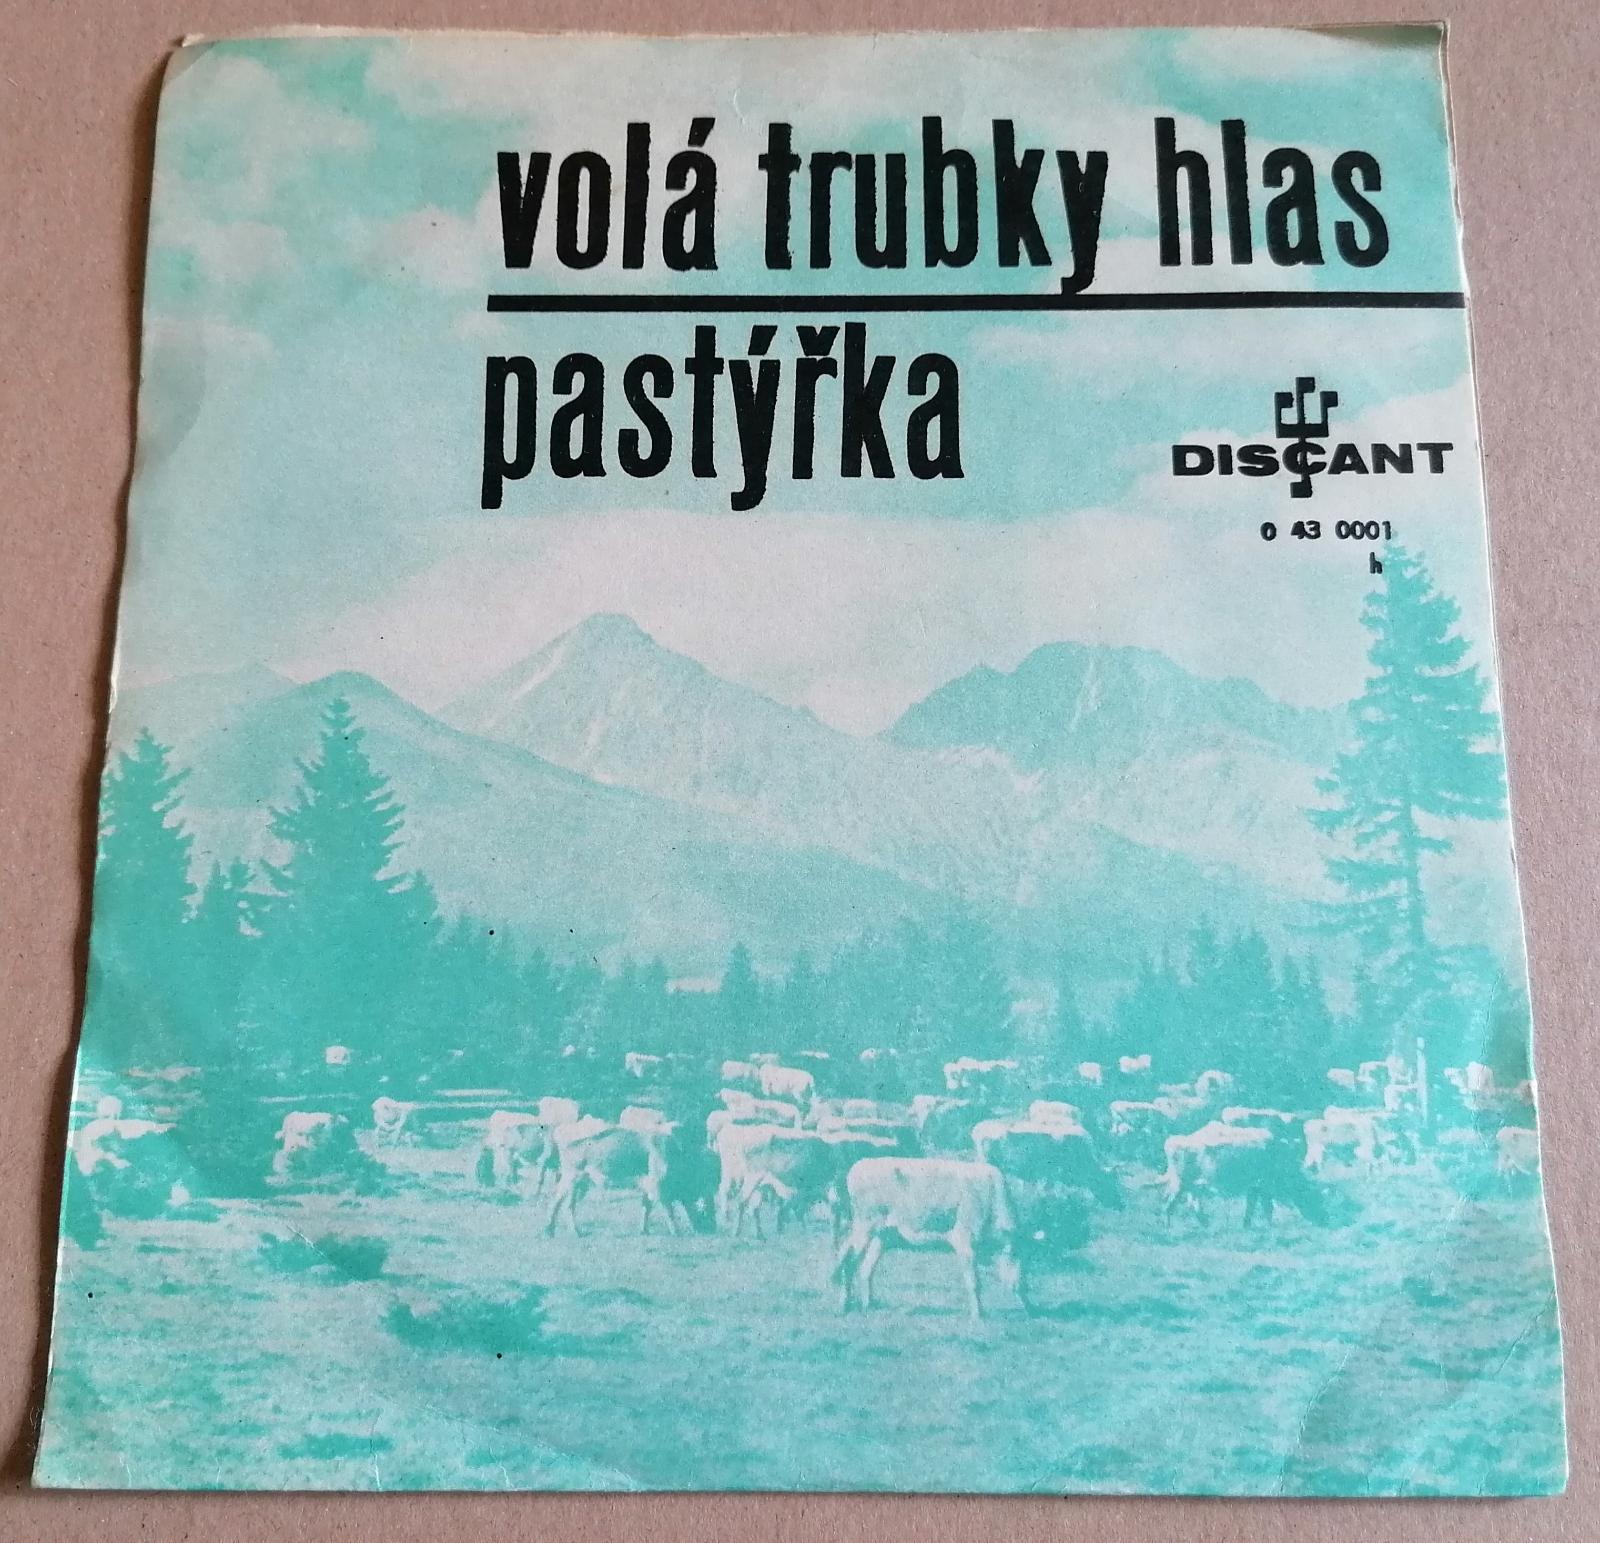 volá trubky hlas
pastýřka
DISCANT
0 43 0001
h